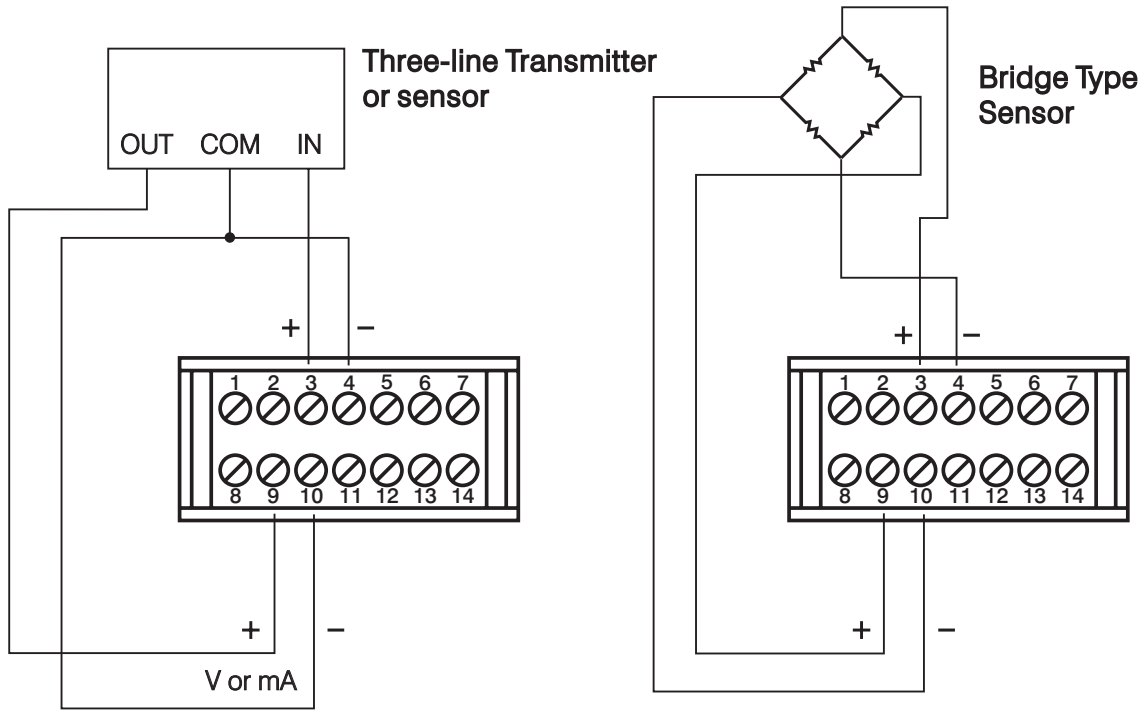 Three-line Transmitter
or sensor
OUT COM IN
+ −
1 2 3 4 5 6 7
8 9 10 11 12 13 14
+ −
V or mA
Bridge Type
Sensor
+ −
1 2 3 4 5 6 7
8 9 10 11 12 13 14
+ −